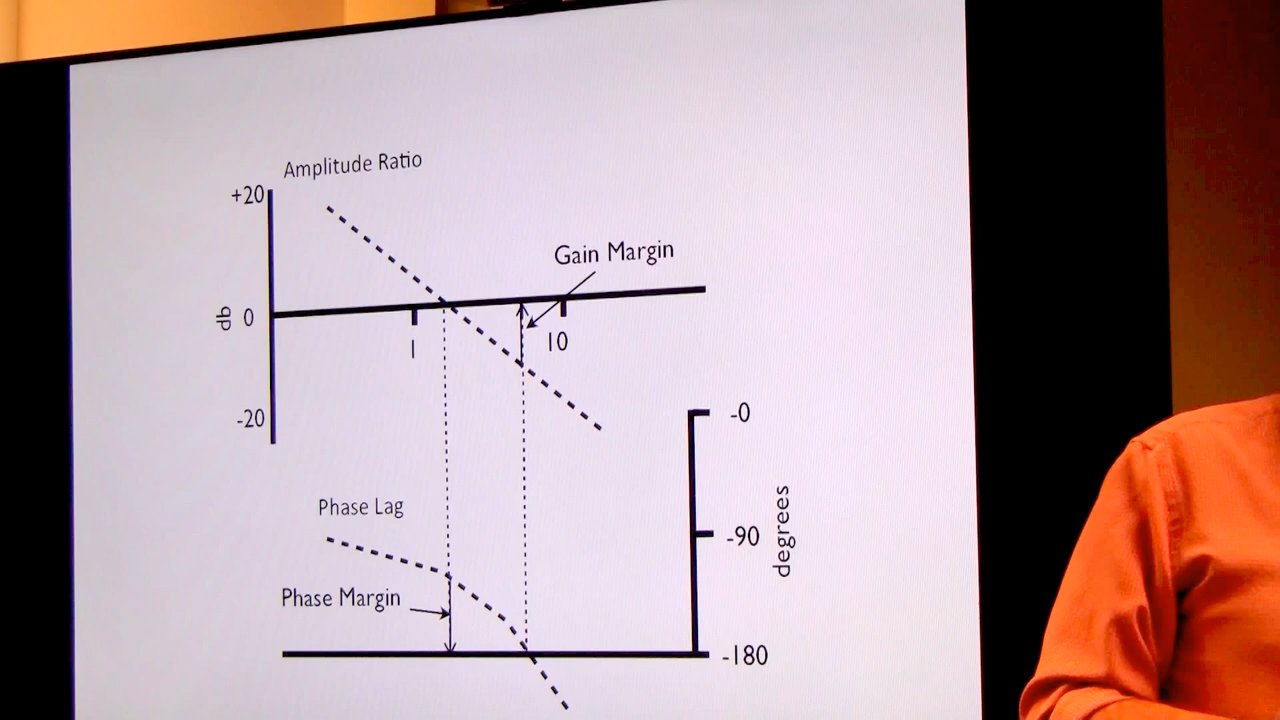 Amplitude Ratio
+20
Gain Margin
db 0
1
10
-20
-0
Phase Lag
-90
degrees
Phase Margin
-180